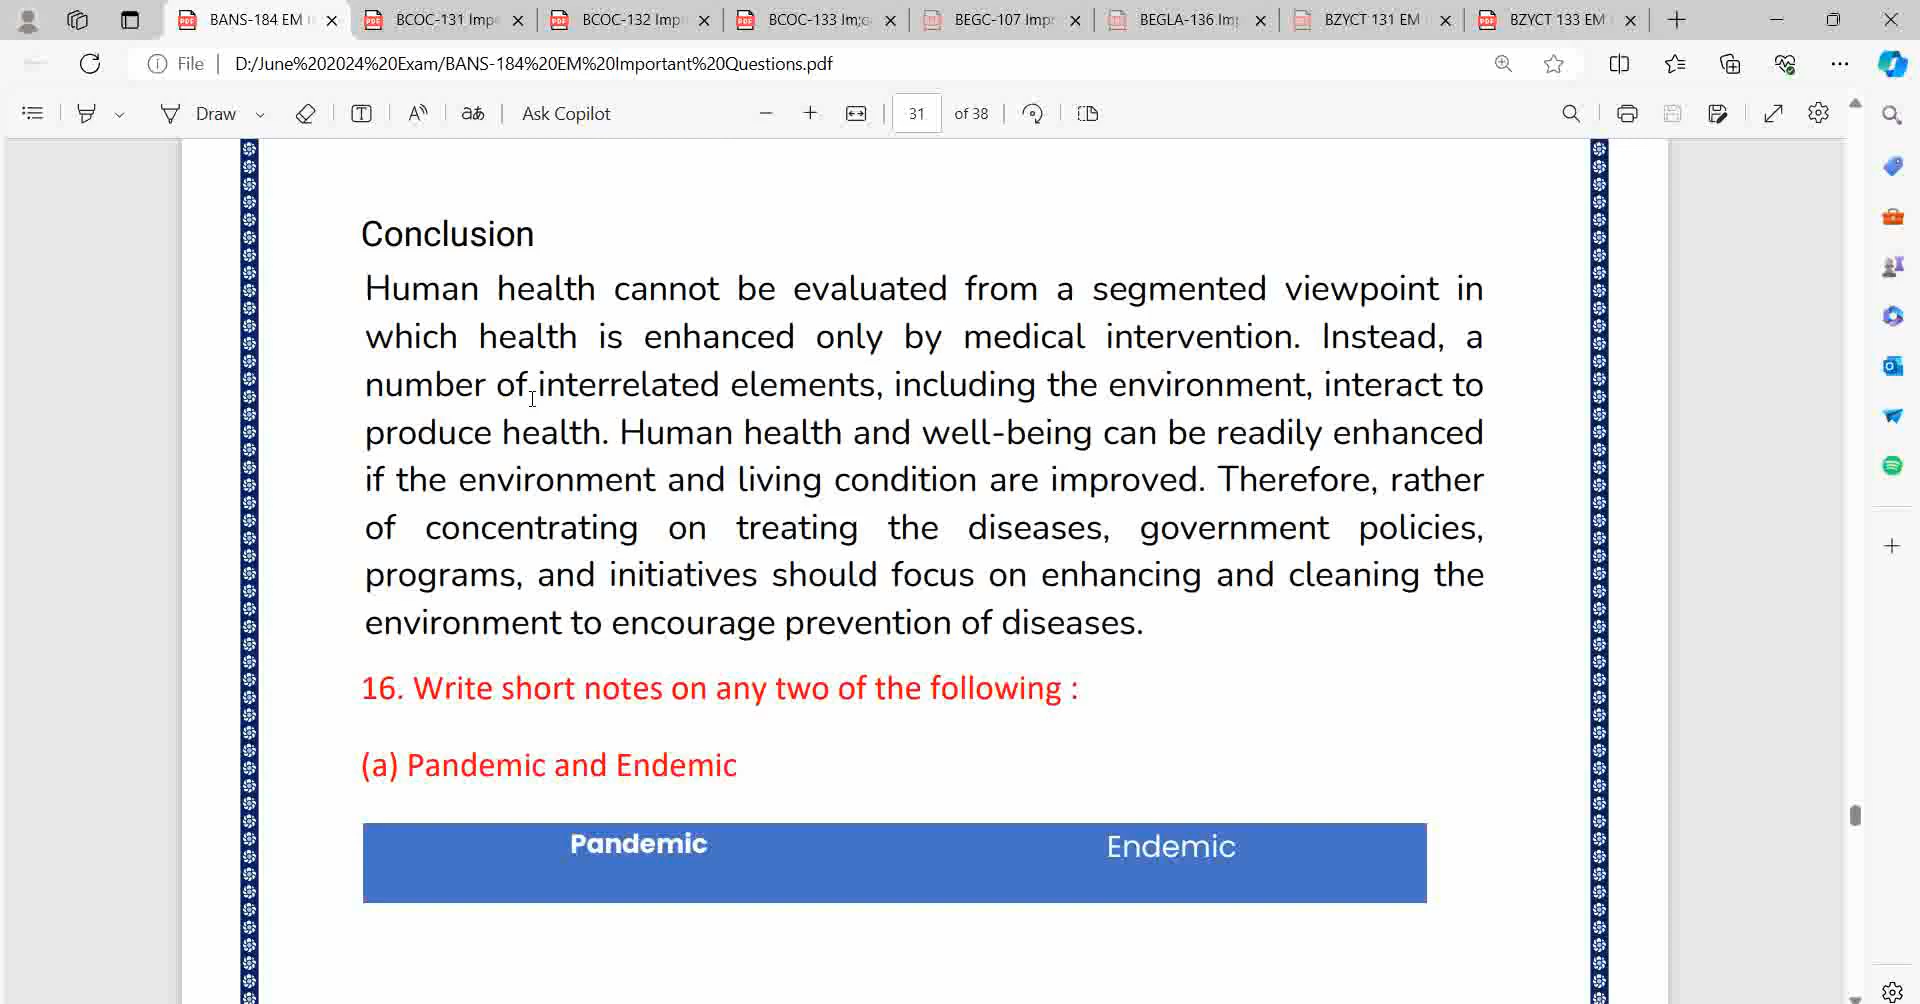 BANS-184 EM
BCOC-131 Imp
BCOC-132 Imp
BCOC-133 Im;
BEGC-107 Imp
BEGLA-136 Im
BZYCT 131 EM
BZYCT 133 EM
File
D:/June%202024%20Exam/BANS-184%20EM%20Important%20Questions.pdf
Draw
Ask Copilot
31
of 38
Conclusion
Human health cannot be evaluated from a segmented viewpoint in
which health is enhanced only by medical intervention. Instead, a
number of interrelated elements, including the environment, interact to
produce health. Human health and well-being can be readily enhanced
if the environment and living condition are improved. Therefore, rather
of concentrating on treating the diseases, government policies,
programs, and initiatives should focus on enhancing and cleaning the
environment to encourage prevention of diseases.
16. Write short notes on any two of the following :
(a) Pandemic and Endemic
Pandemic
Endemic